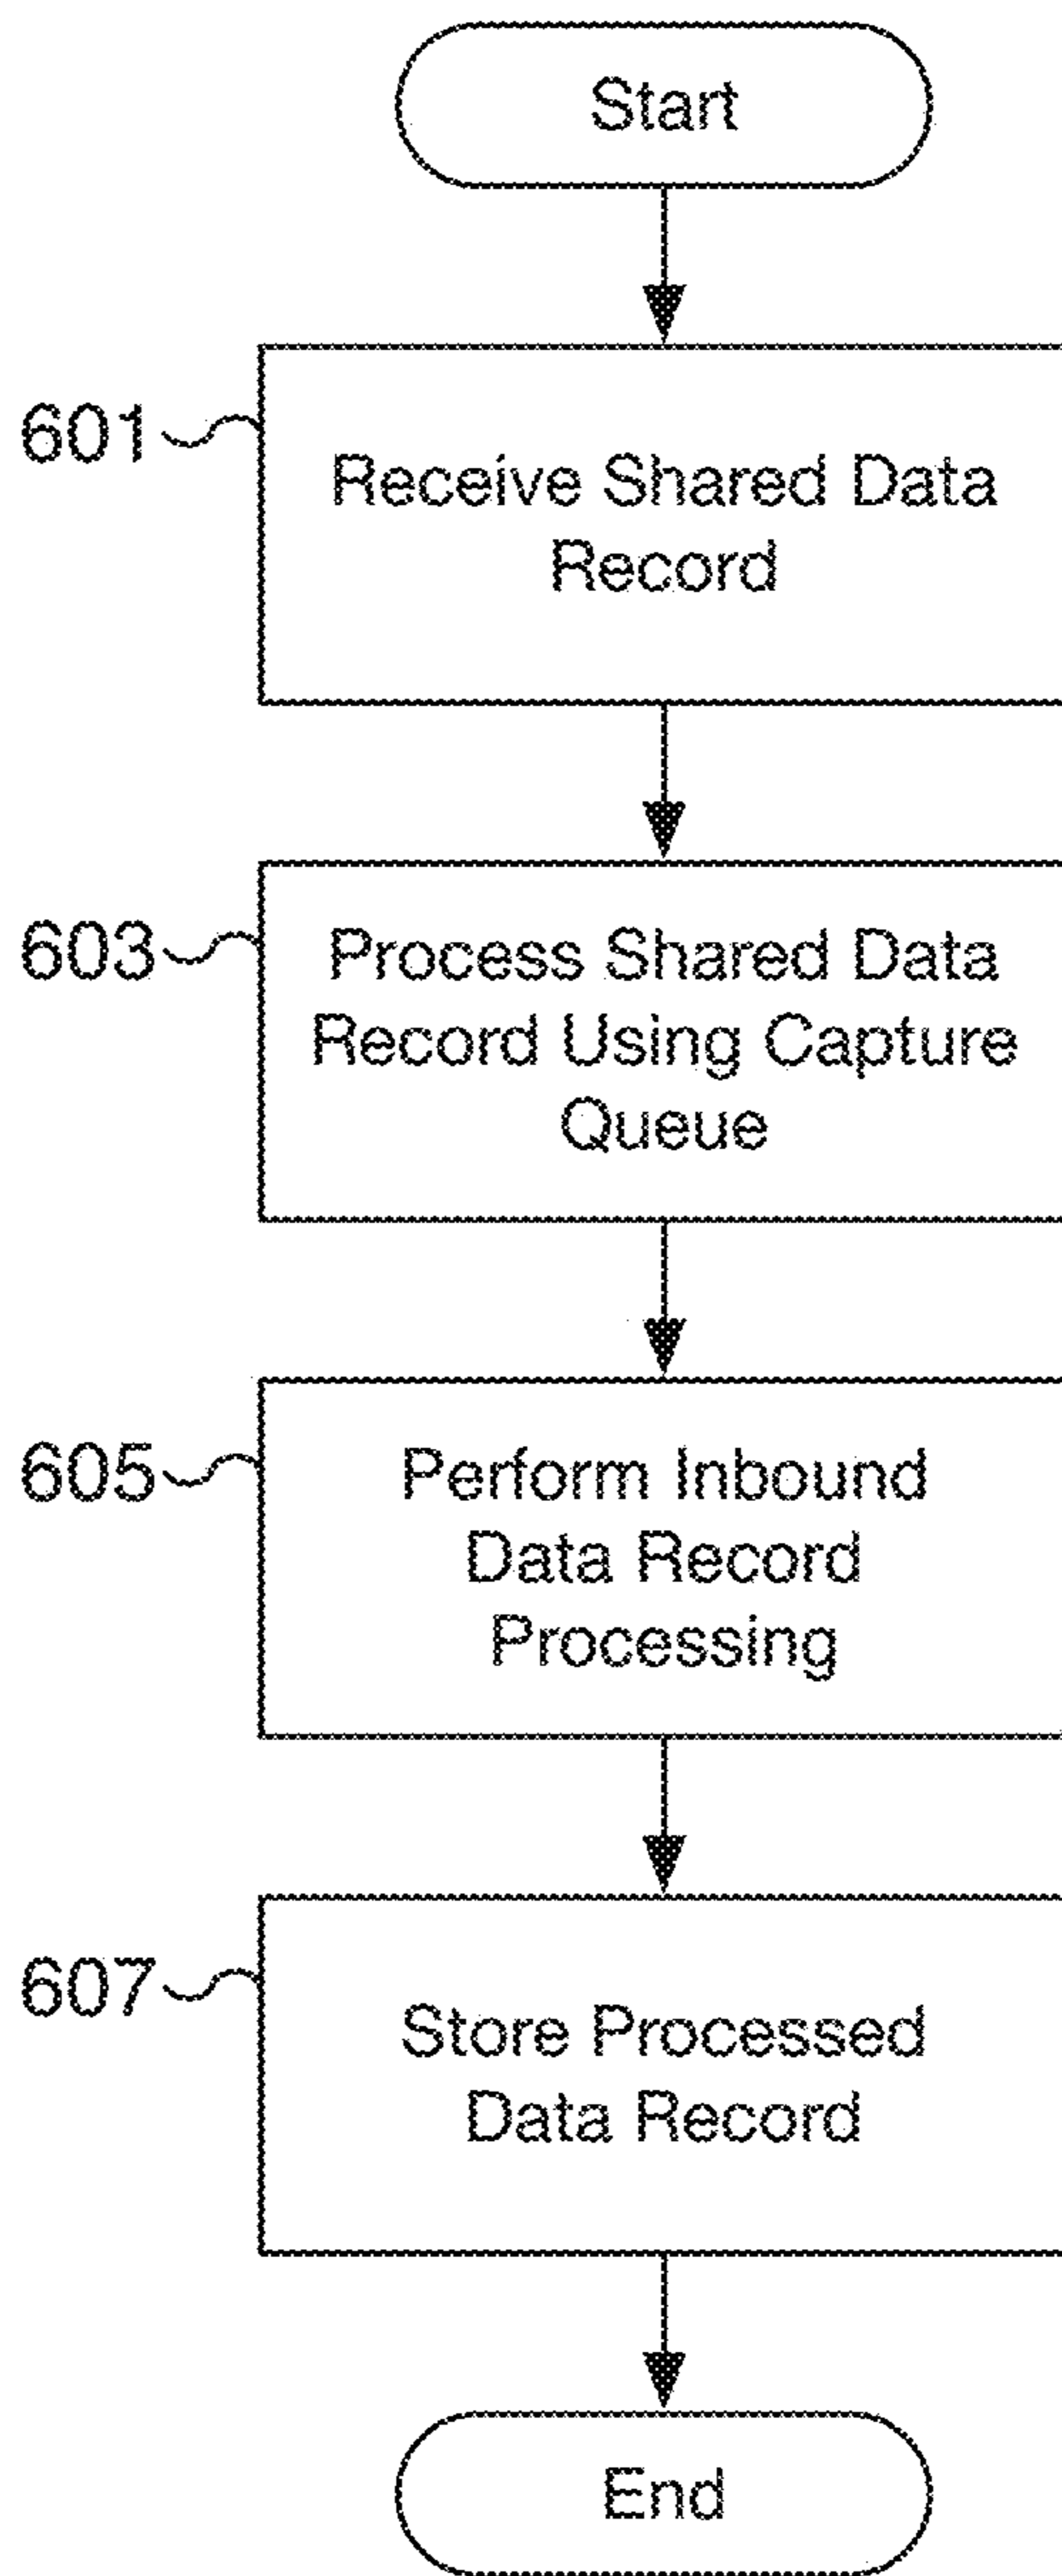 Start
601
Receive Shared Data
Record
603
Process Shared Data
Record Using Capture
Queue
605
Perform Inbound
Data Record
Processing
607
Store Processed
Data Record
End